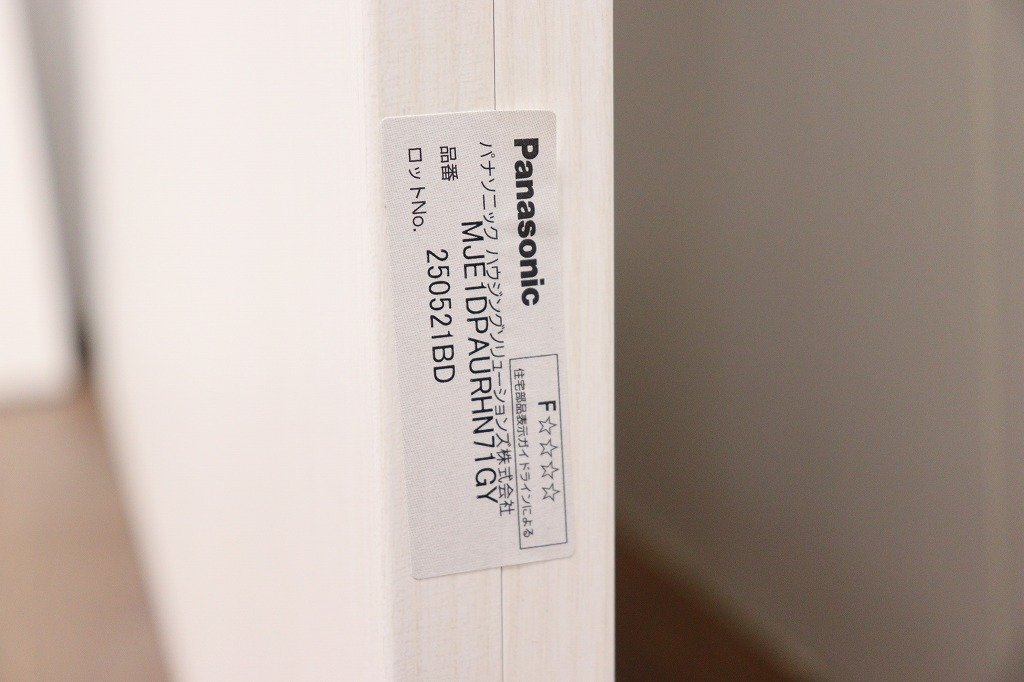 Panasonic
F☆☆☆☆
住宅部品表示ガイドラインによる
パナソニック ハウジングソリューションズ株式会社
品番 MJE1DPAURHN71GY
ロットNo. 250521BD